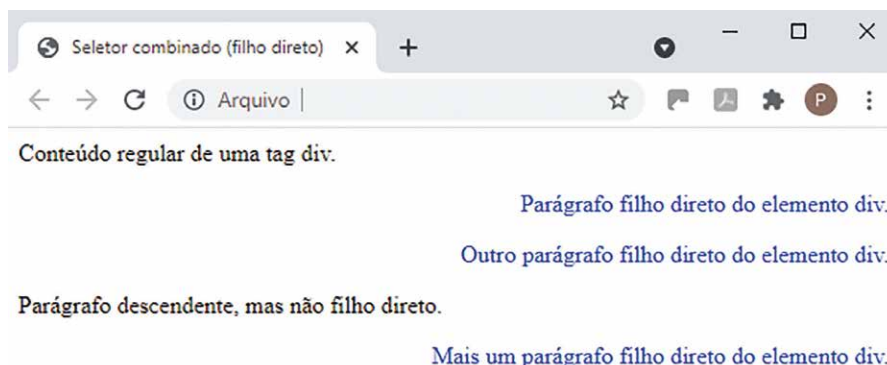 Seletor combinado (filho direto)
Arquivo
P
Conteúdo regular de uma tag div.
Parágrafo filho direto do elemento div.
Outro parágrafo filho direto do elemento div.
Parágrafo descendente, mas não filho direto.
Mais um parágrafo filho direto do elemento div.